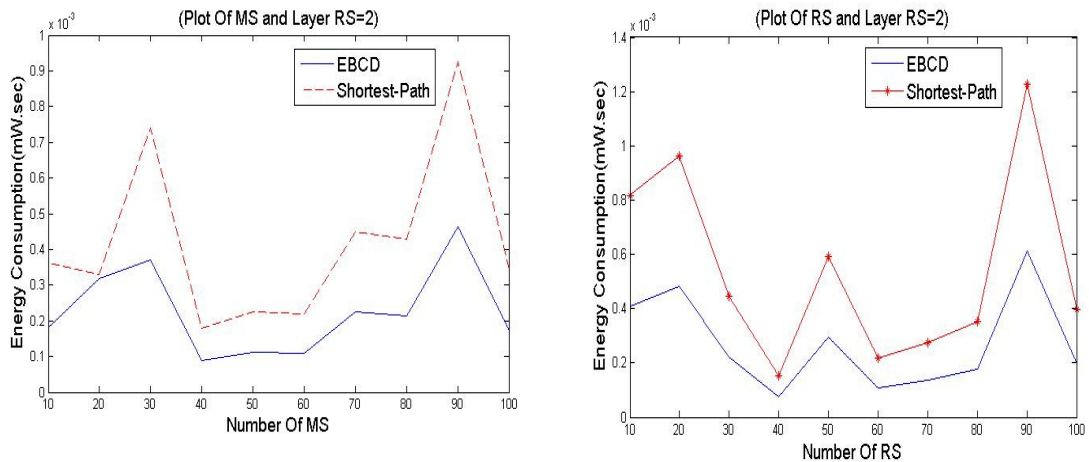 (Plot Of MS and Layer RS=2)
x 10⁻³
1
0.9
0.8
0.7
0.6
0.5
0.4
0.3
0.2
0.1
0
Energy Consumption(mW.sec)
EBCD
Shortest-Path
10 20 30 40 50 60 70 80 90 100
Number Of MS
(Plot Of RS and Layer RS=2)
x 10⁻³
1.4
1.2
1
0.8
0.6
0.4
0.2
0
Energy Consumption(mW.sec)
EBCD
Shortest-Path
10 20 30 40 50 60 70 80 90 100
Number Of RS